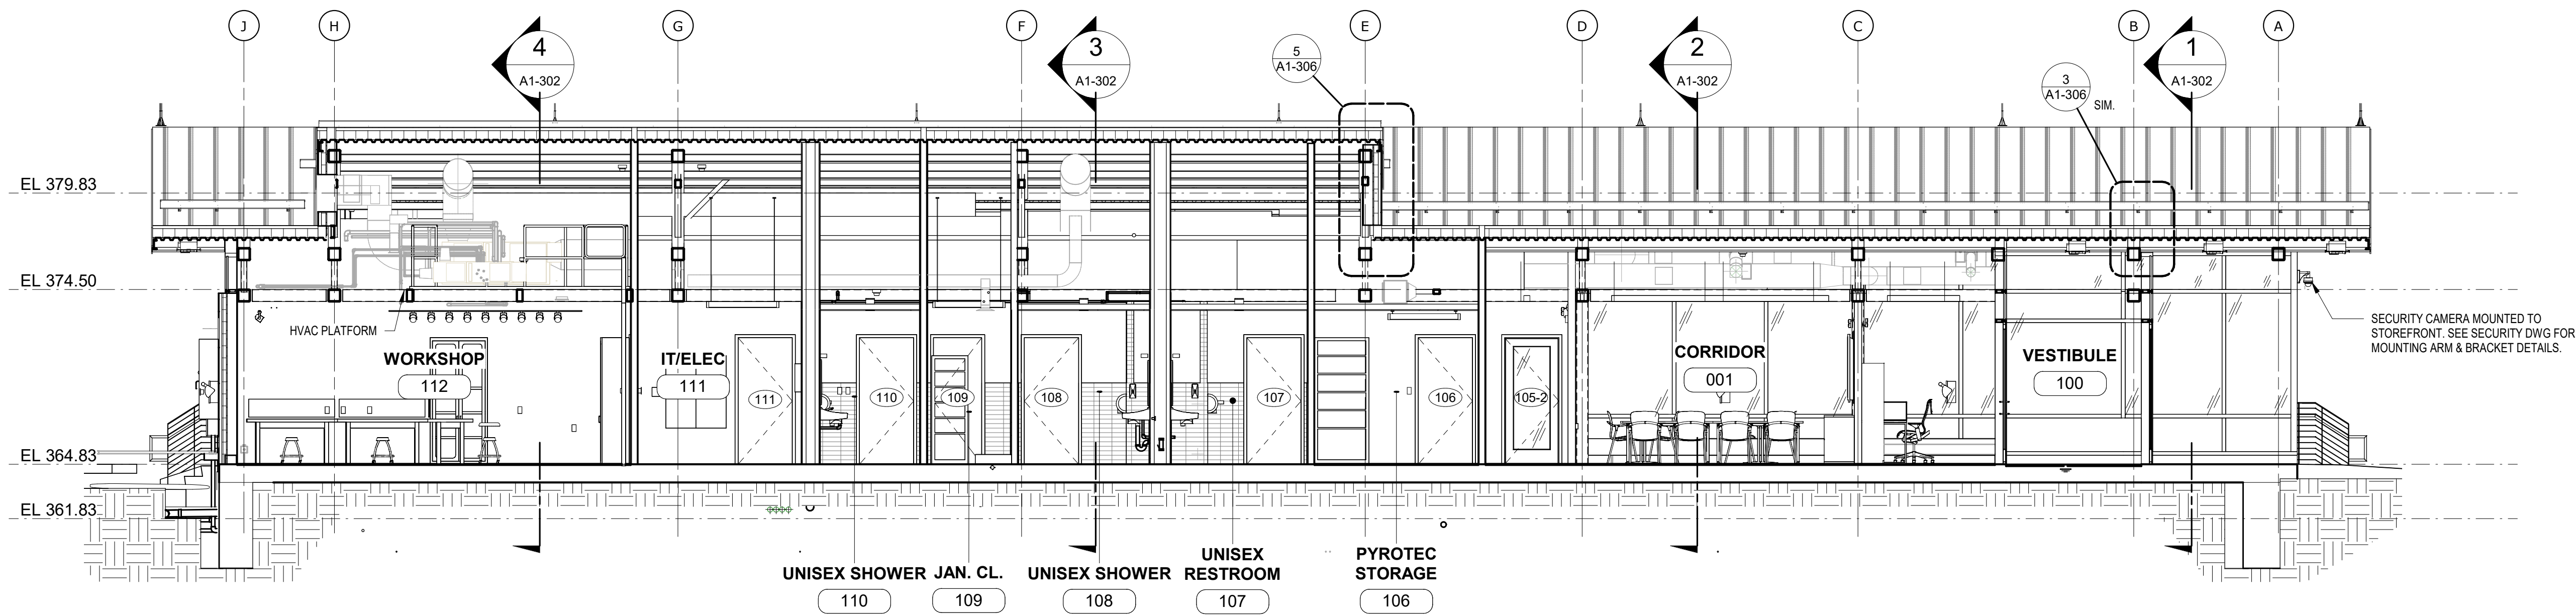 J
H
G
F
E
D
C
B
A
4
A1-302
3
A1-302
5
A1-306
2
A1-302
3
A1-306
SIM.
1
A1-302
EL 379.83
EL 374.50
EL 364.83
EL 361.83
HVAC PLATFORM
WORKSHOP
112
IT/ELEC
111
111
110
109
108
107
106
105-2
CORRIDOR
001
VESTIBULE
100
SECURITY CAMERA MOUNTED TO
STOREFRONT. SEE SECURITY DWG FOR
MOUNTING ARM & BRACKET DETAILS.
UNISEX SHOWER
110
JAN. CL.
109
UNISEX SHOWER
108
UNISEX
RESTROOM
107
PYROTEC
STORAGE
106